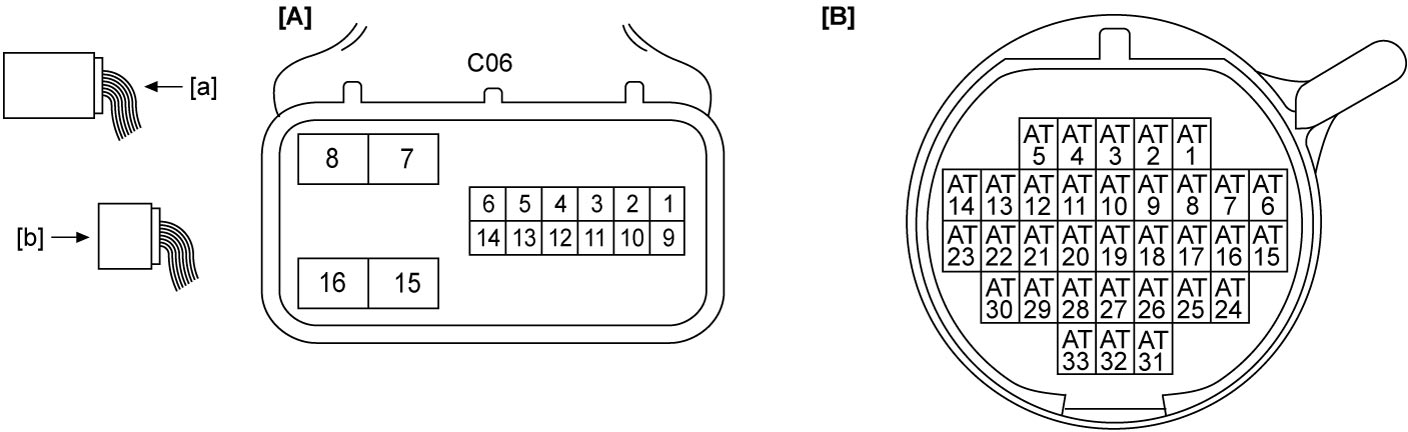 [A]
[B]
[a]
[b]
C06
8 7
6 5 4 3 2 1
14 13 12 11 10 9
16 15
AT AT AT AT AT
5 4 3 2 1
AT AT AT AT AT AT AT AT AT
14 13 12 11 10 9 8 7 6
AT AT AT AT AT AT AT AT AT
23 22 21 20 19 18 17 16 15
AT AT AT AT AT AT AT
30 29 28 27 26 25 24
AT AT AT
33 32 31